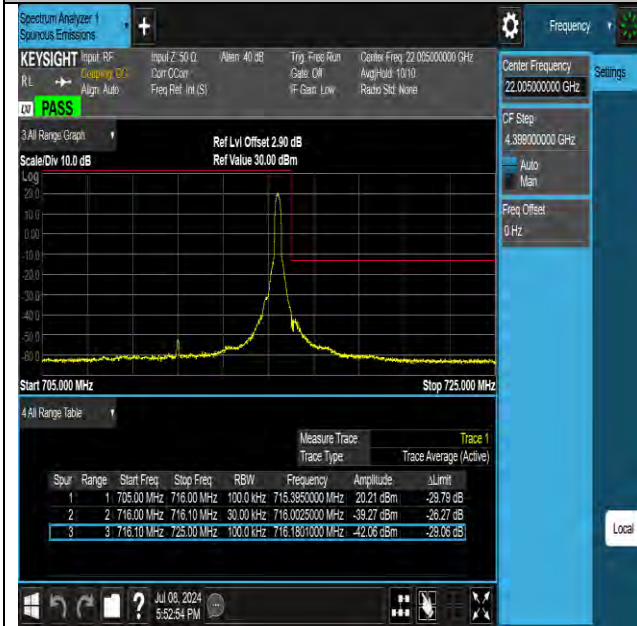 Spectrum Analyzer 1
Spurious Emissions
+
Frequency
KEYSIGHT Input: RF Input Z: 50 Ω Atten: 40 dB Trig: Free Run Center Freq: 22.005000000 GHz
RL Coupling: DC Corr CCorr Gate: Off Avg|Hold: 10/10
Align: Auto Freq Ref: Int (S) IF Gain: Low Radio Std: None
LXI PASS
Center Frequency
22.005000000 GHz
Settings
CF Step
4.399000000 GHz
Auto
Man
Freq Offset
0 Hz
3 All Range Graph
Ref Lvl Offset 2.90 dB
Scale/Div 10.0 dB Ref Value 30.00 dBm
Log
20.0
10.0
0.00
-10.0
-20.0
-30.0
-40.0
-50.0
-60.0
Start 705.000 MHz Stop 725.000 MHz
4 All Range Table
Measure Trace Trace 1
Trace Type Trace Average (Active)
Spur Range Start Freq Stop Freq RBW Frequency Amplitude ΔLimit
1 1 705.00 MHz 716.00 MHz 100.0 kHz 715.3950000 MHz 20.21 dBm -29.79 dB
2 2 716.00 MHz 716.10 MHz 30.00 kHz 716.0025000 MHz -39.27 dBm -26.27 dB
3 3 716.10 MHz 725.00 MHz 100.0 kHz 716.1801000 MHz -42.06 dBm -29.06 dB
Local
?
Jul 08, 2024
5:52:54 PM